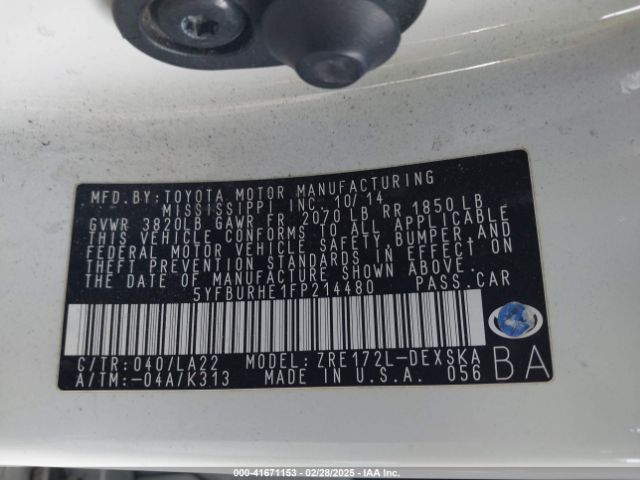 MFD.BY:TOYOTA MOTOR MANUFACTURING
MISSISSIPPI INC. 10/14
GVWR 3820LB GAWR FR 2070 LB RR 1850 LB
THIS VEHICLE CONFORMS TO ALL APPLICABLE
FEDERAL MOTOR VEHICLE SAFETY,BUMPER,AND
THEFT PREVENTION STANDARDS IN EFFECT ON
THE DATE OF MANUFACTURE SHOWN ABOVE.
5YFBURHE1FP214480 PASS.CAR
C/TR:040/LA22 MODEL:ZRE172L-DEXSKA
A/TM:-04A/K313 MADE IN U.S.A. 056
BA
000-41671153 - 02/28/2025 - IAA Inc.